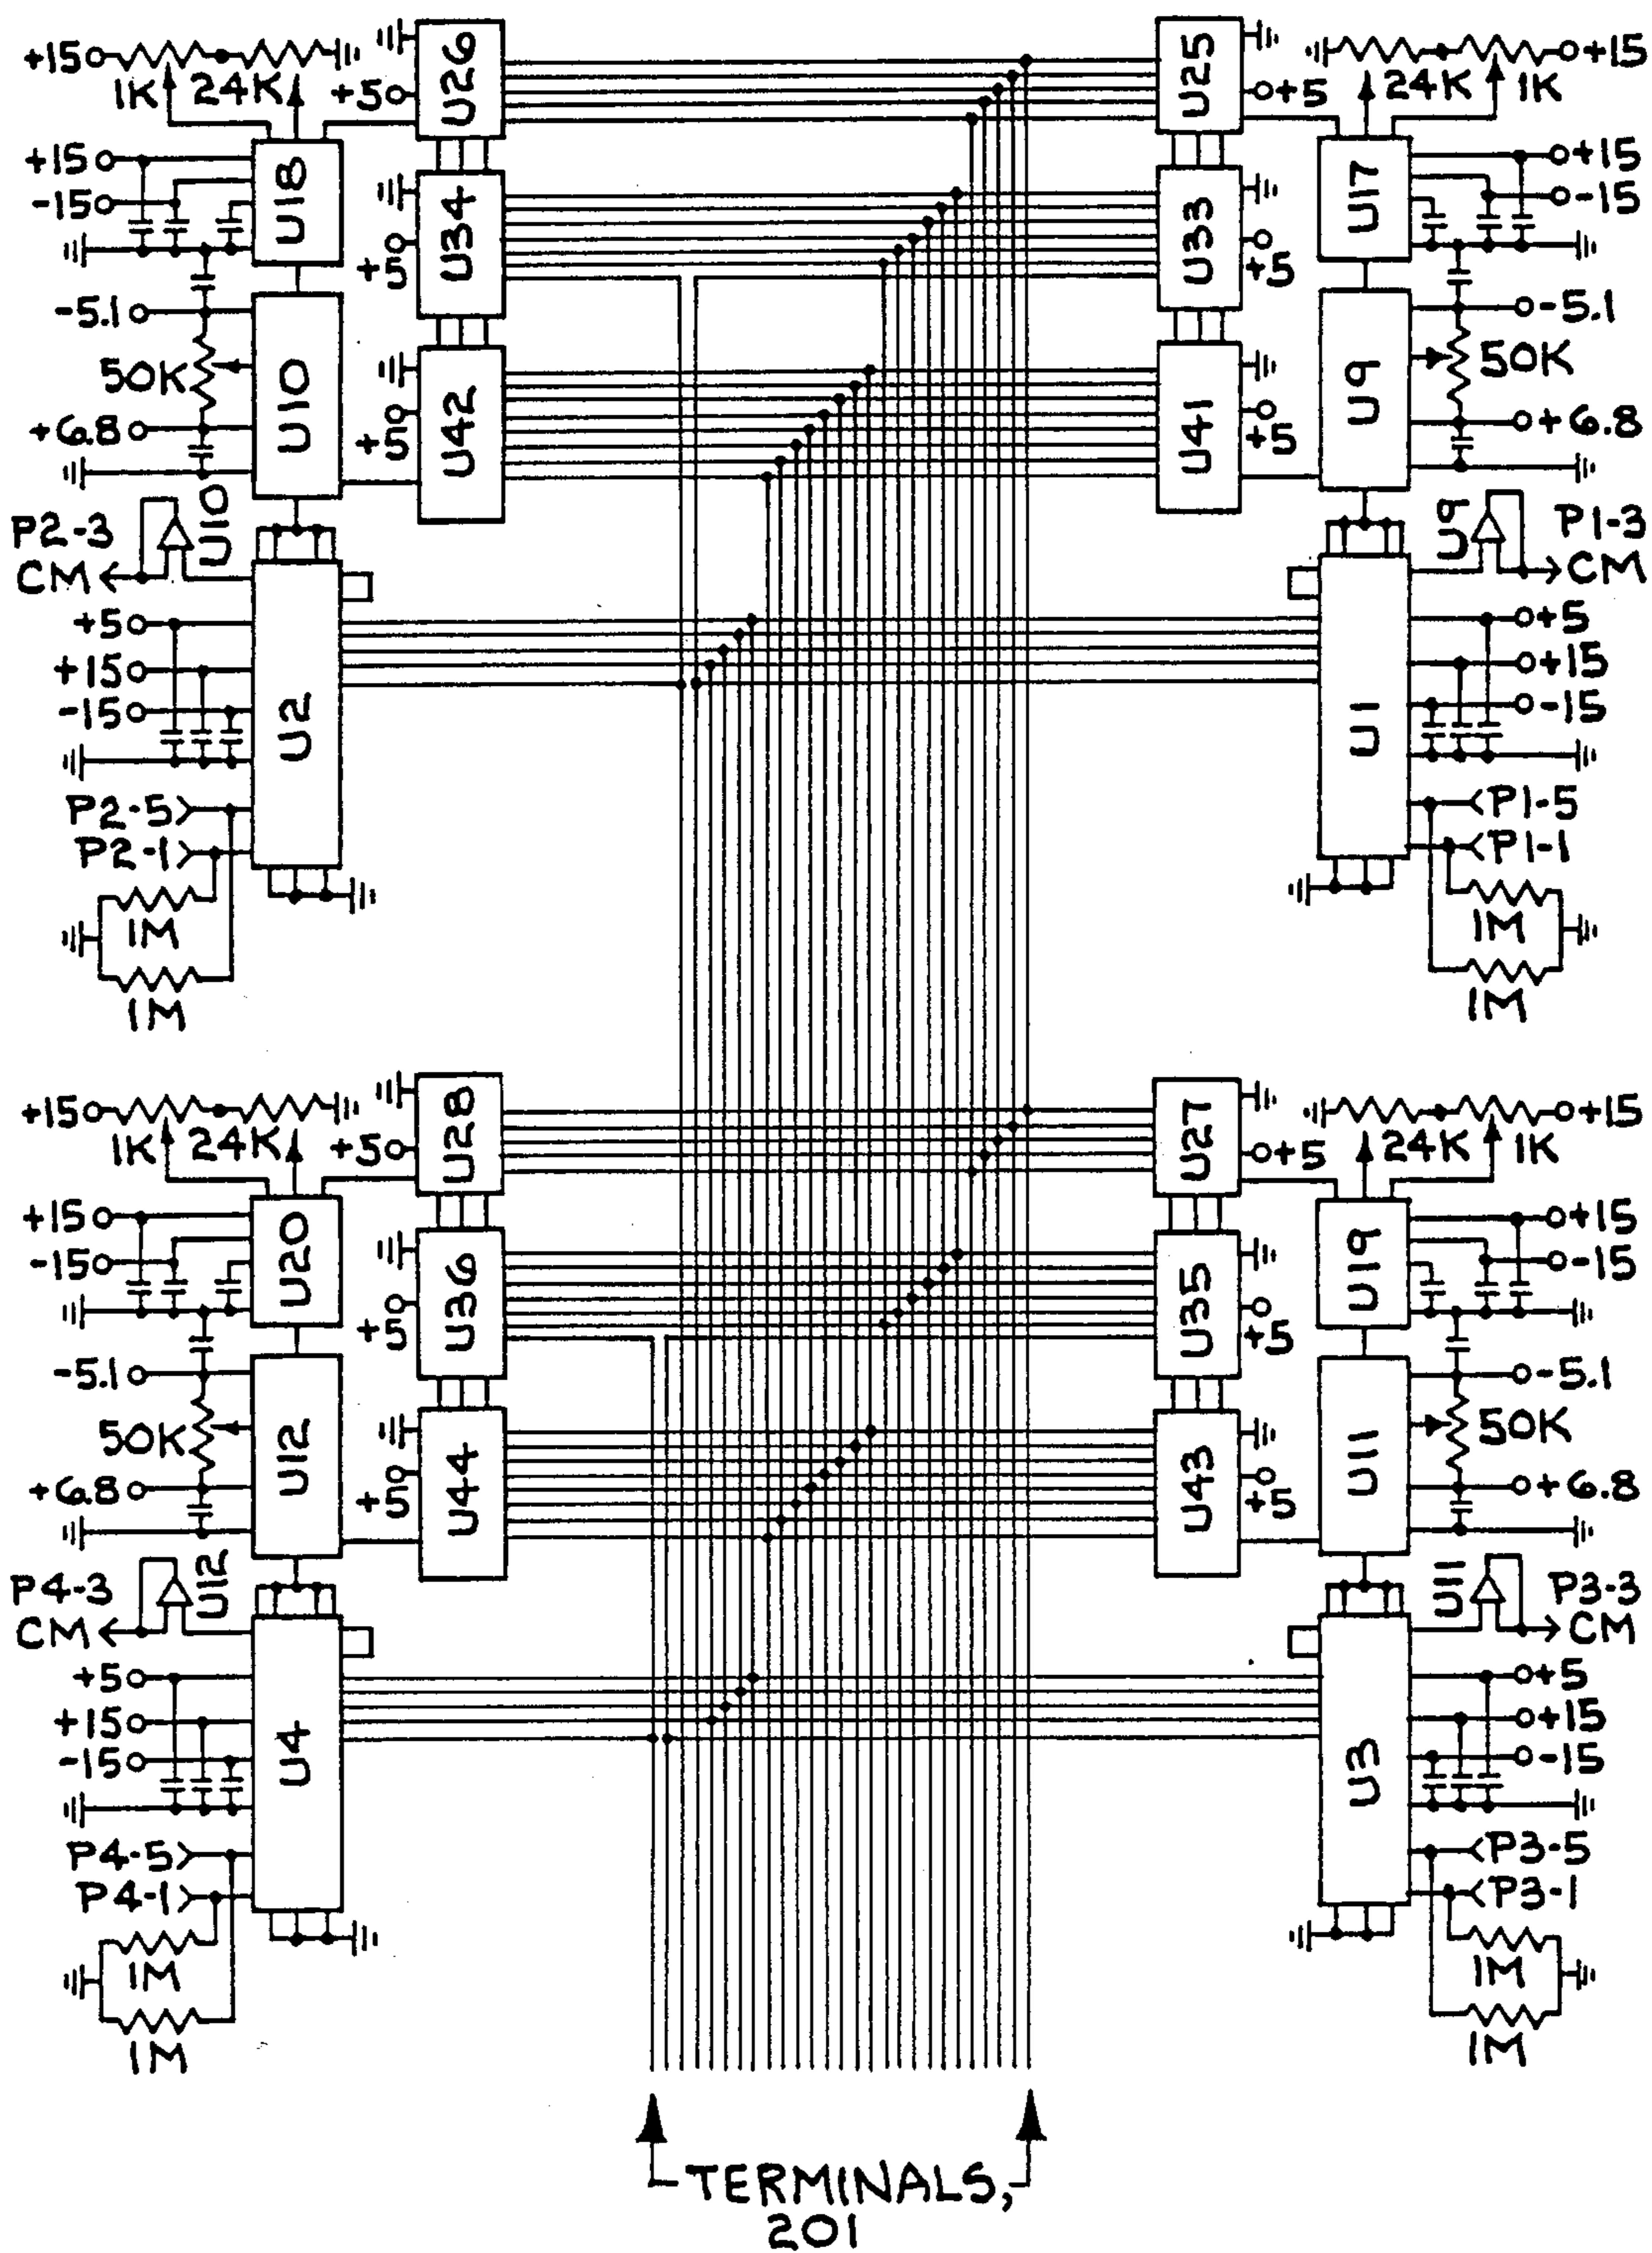 +15 1K 24K U26 U25 24K 1K +15
+5 +5
+15 U18 U17 +15
-15 U34 U33 -15
+5 +5
-5.1 -5.1
50K U10 U9 50K
+6.8 +5 U42 U41 +5 +6.8
P2-3 U10 U9 P1-3
CM CM
+5 +5
+15 +15
-15 U2 U1 -15
P2-5 P1-5
P2-1 P1-1
1M 1M
1M 1M
+15 1K 24K U28 U27 24K 1K +15
+5 +5
+15 U20 U19 +15
-15 U36 U35 -15
+5 +5
-5.1 -5.1
50K U12 U11 50K
+6.8 +5 U44 U43 +5 +6.8
P4-3 U12 U11 P3-3
CM CM
+5 +5
+15 +15
-15 U4 U3 -15
P4-5 P3-5
P4-1 P3-1
1M 1M
1M 1M
TERMINALS,
201